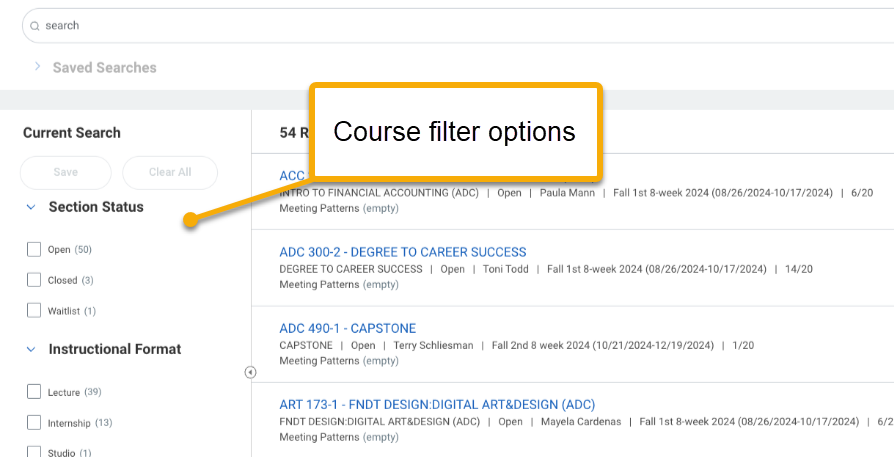 search
Saved Searches
Current Search
Save
Clear All
Section Status
Open (50)
Closed (3)
Waitlist (1)
Instructional Format
Lecture (39)
Internship (13)
Studio (1)
Course filter options
54
ACC
INTRO TO FINANCIAL ACCOUNTING (ADC) | Open | Paula Mann | Fall 1st 8-week 2024 (08/26/2024-10/17/2024) | 6/20
Meeting Patterns (empty)
ADC 300-2 - DEGREE TO CAREER SUCCESS
DEGREE TO CAREER SUCCESS | Open | Toni Todd | Fall 1st 8-week 2024 (08/26/2024-10/17/2024) | 14/20
Meeting Patterns (empty)
ADC 490-1 - CAPSTONE
CAPSTONE | Open | Terry Schliesman | Fall 2nd 8 week 2024 (10/21/2024-12/19/2024) | 1/20
Meeting Patterns (empty)
ART 173-1 - FNDT DESIGN:DIGITAL ART&DESIGN (ADC)
FNDT DESIGN:DIGITAL ART&DESIGN (ADC) | Open | Mayela Cardenas | Fall 1st 8-week 2024 (08/26/2024-10/17/2024) | 6/2
Meeting Patterns (empty)